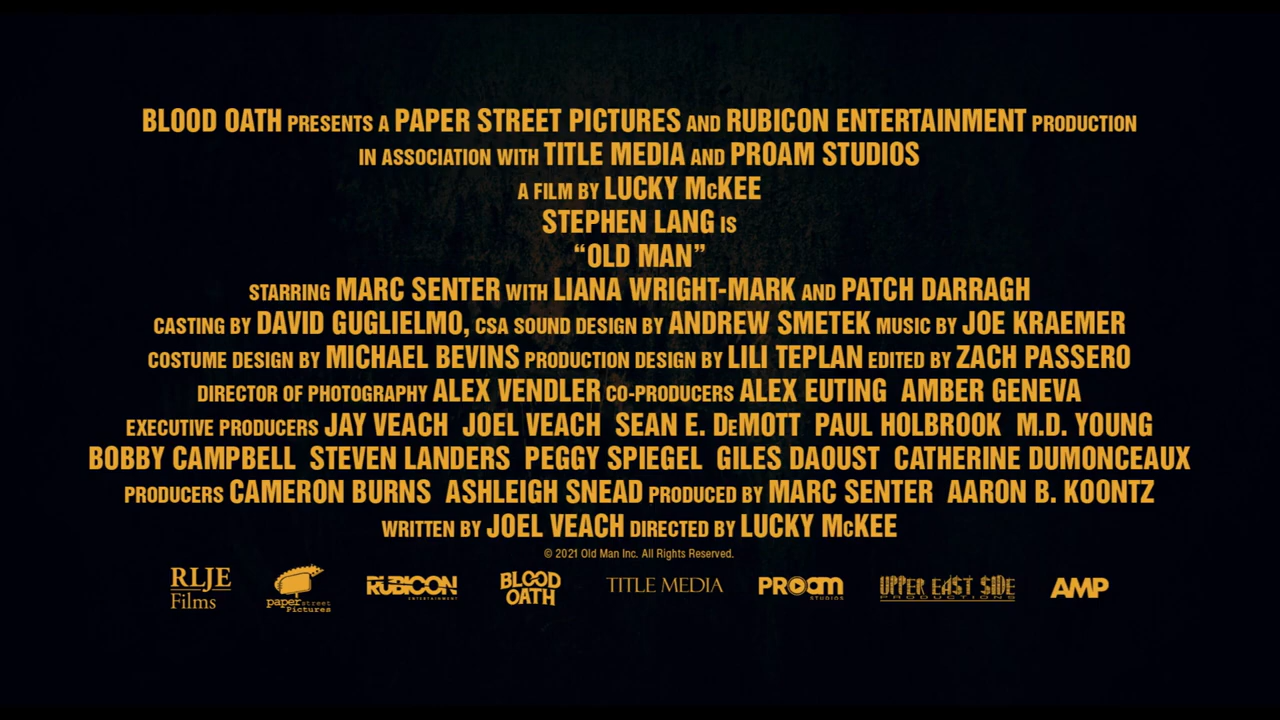 BLOOD OATH PRESENTS A PAPER STREET PICTURES AND RUBICON ENTERTAINMENT PRODUCTION
IN ASSOCIATION WITH TITLE MEDIA AND PROAM STUDIOS
A FILM BY LUCKY McKEE
STEPHEN LANG IS
“OLD MAN”
STARRING MARC SENTER WITH LIANA WRIGHT-MARK AND PATCH DARRAGH
CASTING BY DAVID GUGLIELMO, CSA SOUND DESIGN BY ANDREW SMETEK MUSIC BY JOE KRAEMER
COSTUME DESIGN BY MICHAEL BEVINS PRODUCTION DESIGN BY LILI TEPLAN EDITED BY ZACH PASSERO
DIRECTOR OF PHOTOGRAPHY ALEX VENDLER CO-PRODUCERS ALEX EUTING AMBER GENEVA
EXECUTIVE PRODUCERS JAY VEACH JOEL VEACH SEAN E. DeMOTT PAUL HOLBROOK M.D. YOUNG
BOBBY CAMPBELL STEVEN LANDERS PEGGY SPIEGEL GILES DAOUST CATHERINE DUMONCEAUX
PRODUCERS CAMERON BURNS ASHLEIGH SNEAD PRODUCED BY MARC SENTER AARON B. KOONTZ
WRITTEN BY JOEL VEACH DIRECTED BY LUCKY McKEE
© 2021 Old Man Inc. All Rights Reserved.
RLJE Films paper street Pictures RUBICON ENTERTAINMENT BLOOD OATH TITLE MEDIA PROAM STUDIOS UPPER EAST SIDE PRODUCTIONS AMP